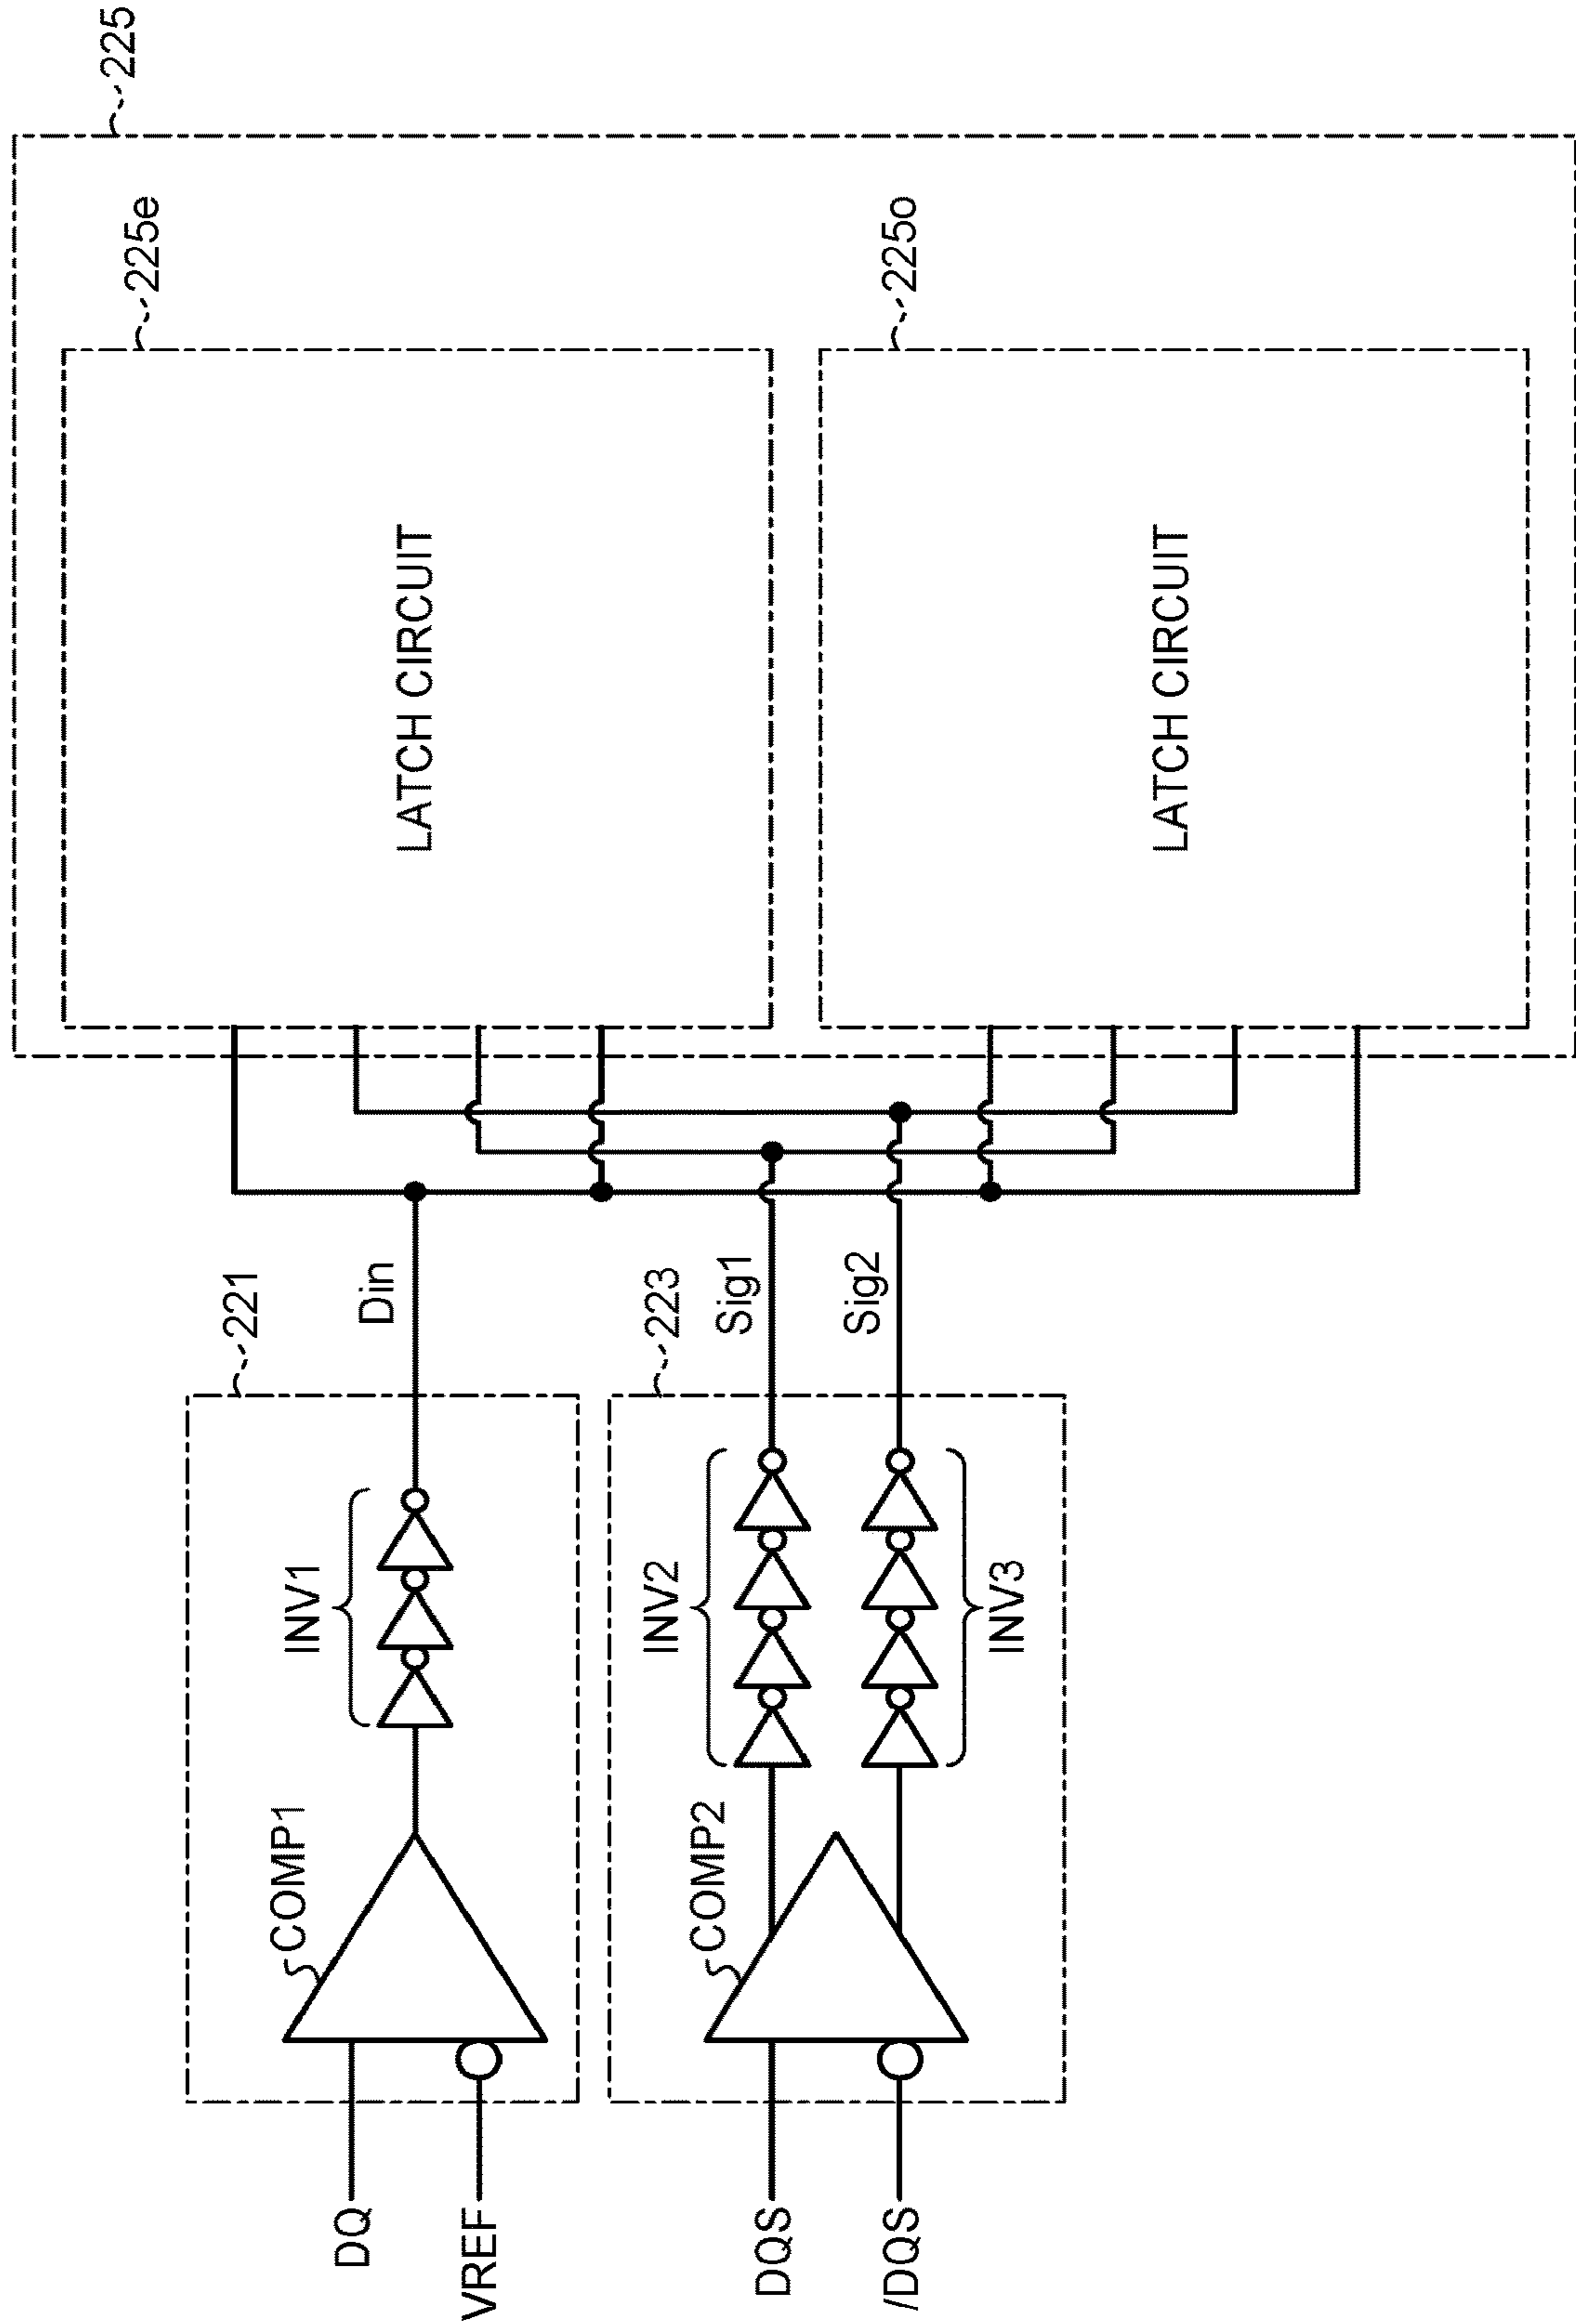 225
225e
LATCH CIRCUIT
225o
LATCH CIRCUIT
221
Din
INV1
COMP1
DQ
VREF
223
Sig1
Sig2
INV2
INV3
COMP2
DQS
/DQS